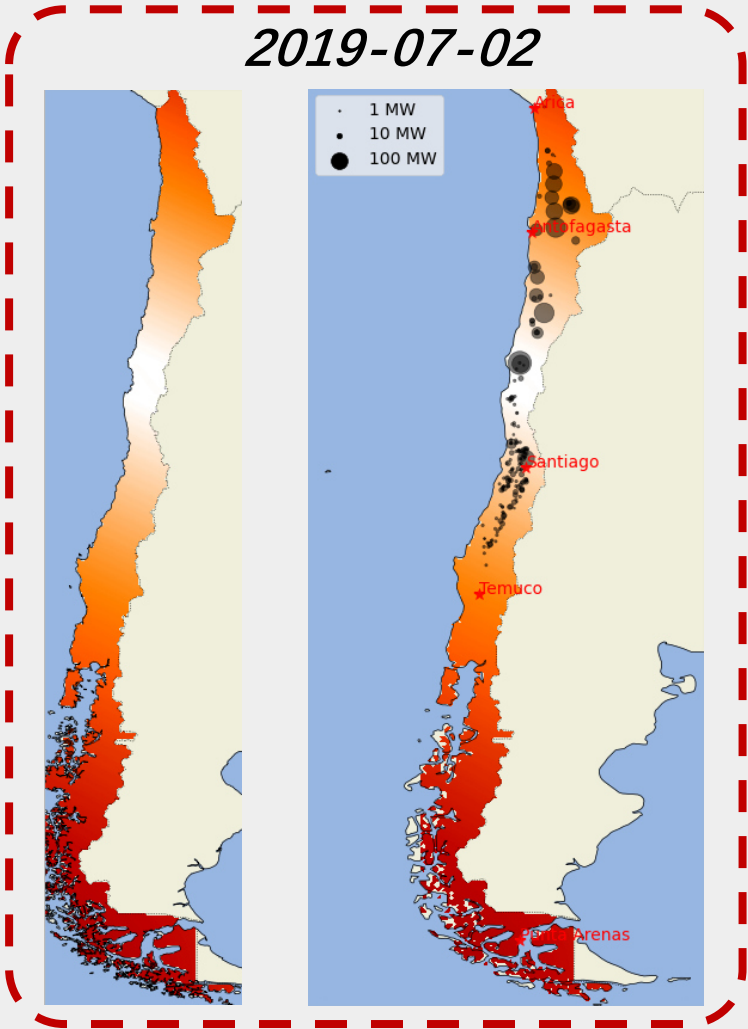 2019-07-02
1 MW
10 MW
100 MW
Arica
Antofagasta
Santiago
Temuco
Punta Arenas